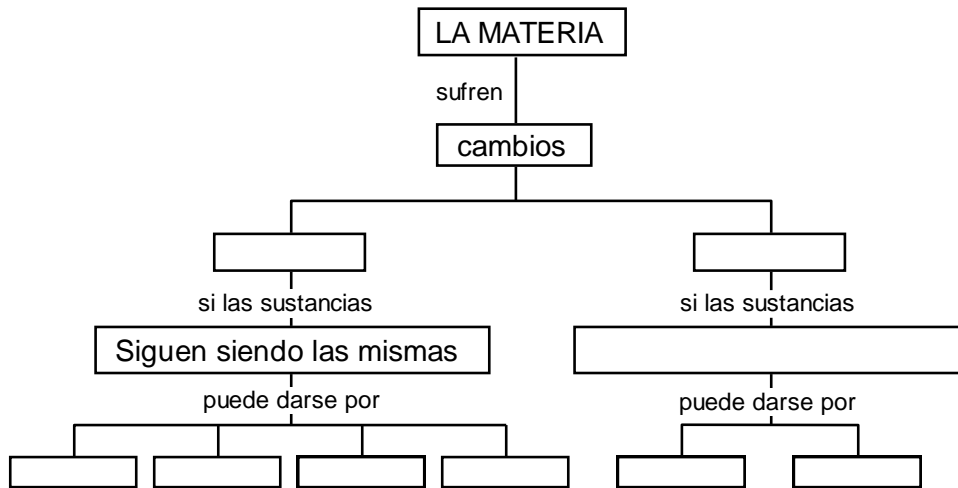 LA MATERIA
sufren
cambios
si las sustancias
si las sustancias
Siguen siendo las mismas
puede darse por
puede darse por